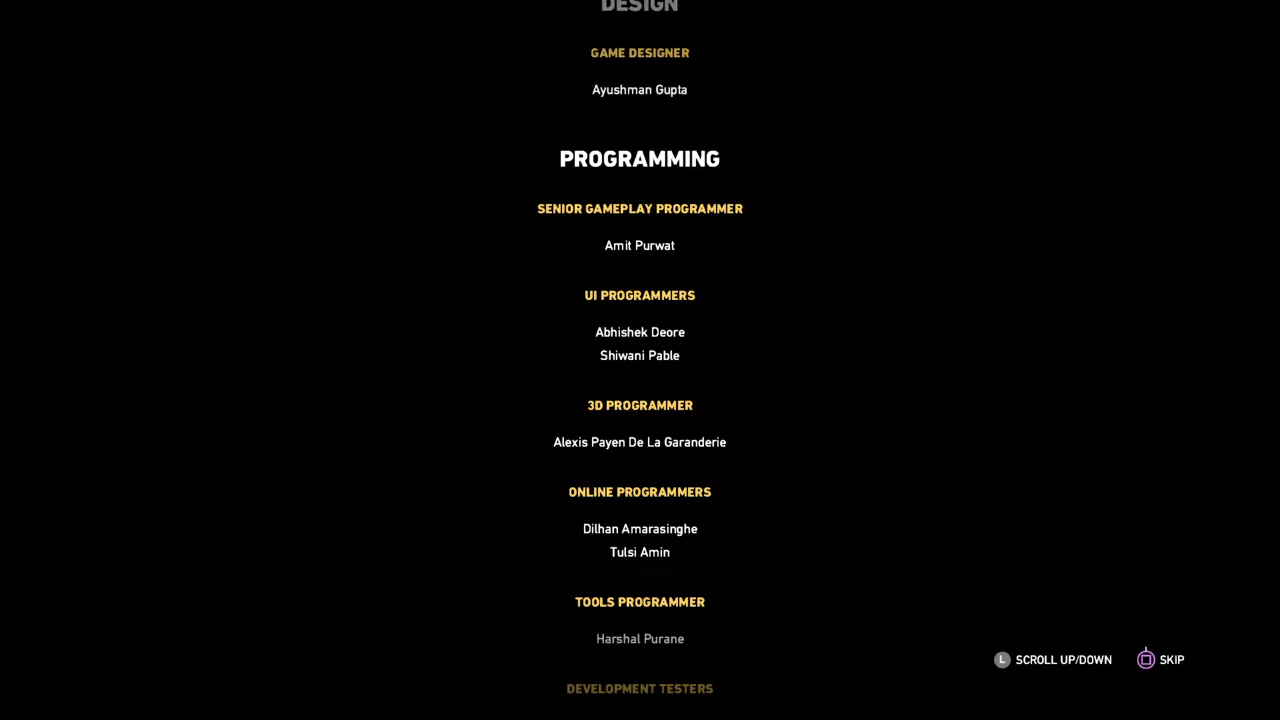 DESIGN
GAME DESIGNER
Ayushman Gupta
PROGRAMMING
SENIOR GAMEPLAY PROGRAMMER
Amit Purwat
UI PROGRAMMERS
Abhishek Deore
Shiwani Pable
3D PROGRAMMER
Alexis Payen De La Garanderie
ONLINE PROGRAMMERS
Dilhan Amarasinghe
Tulsi Amin
TOOLS PROGRAMMER
Harshal Purane
L SCROLL UP/DOWN SKIP
DEVELOPMENT TESTERS